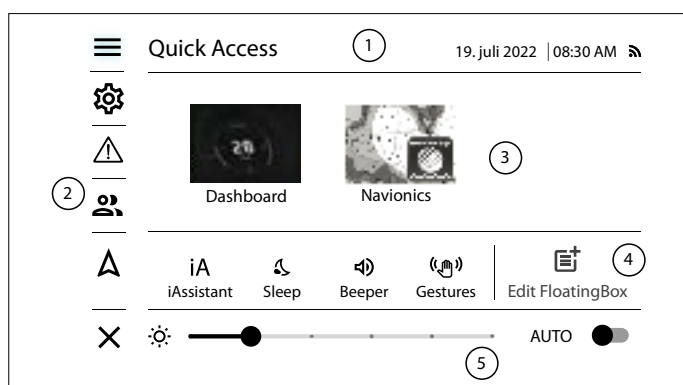 Quick Access
1
19. juli 2022 | 08:30 AM
29
3
Dashboard
Navionics
2
4
iA
iAssistant
Sleep
Beeper
Gestures
Edit FloatingBox
AUTO
5